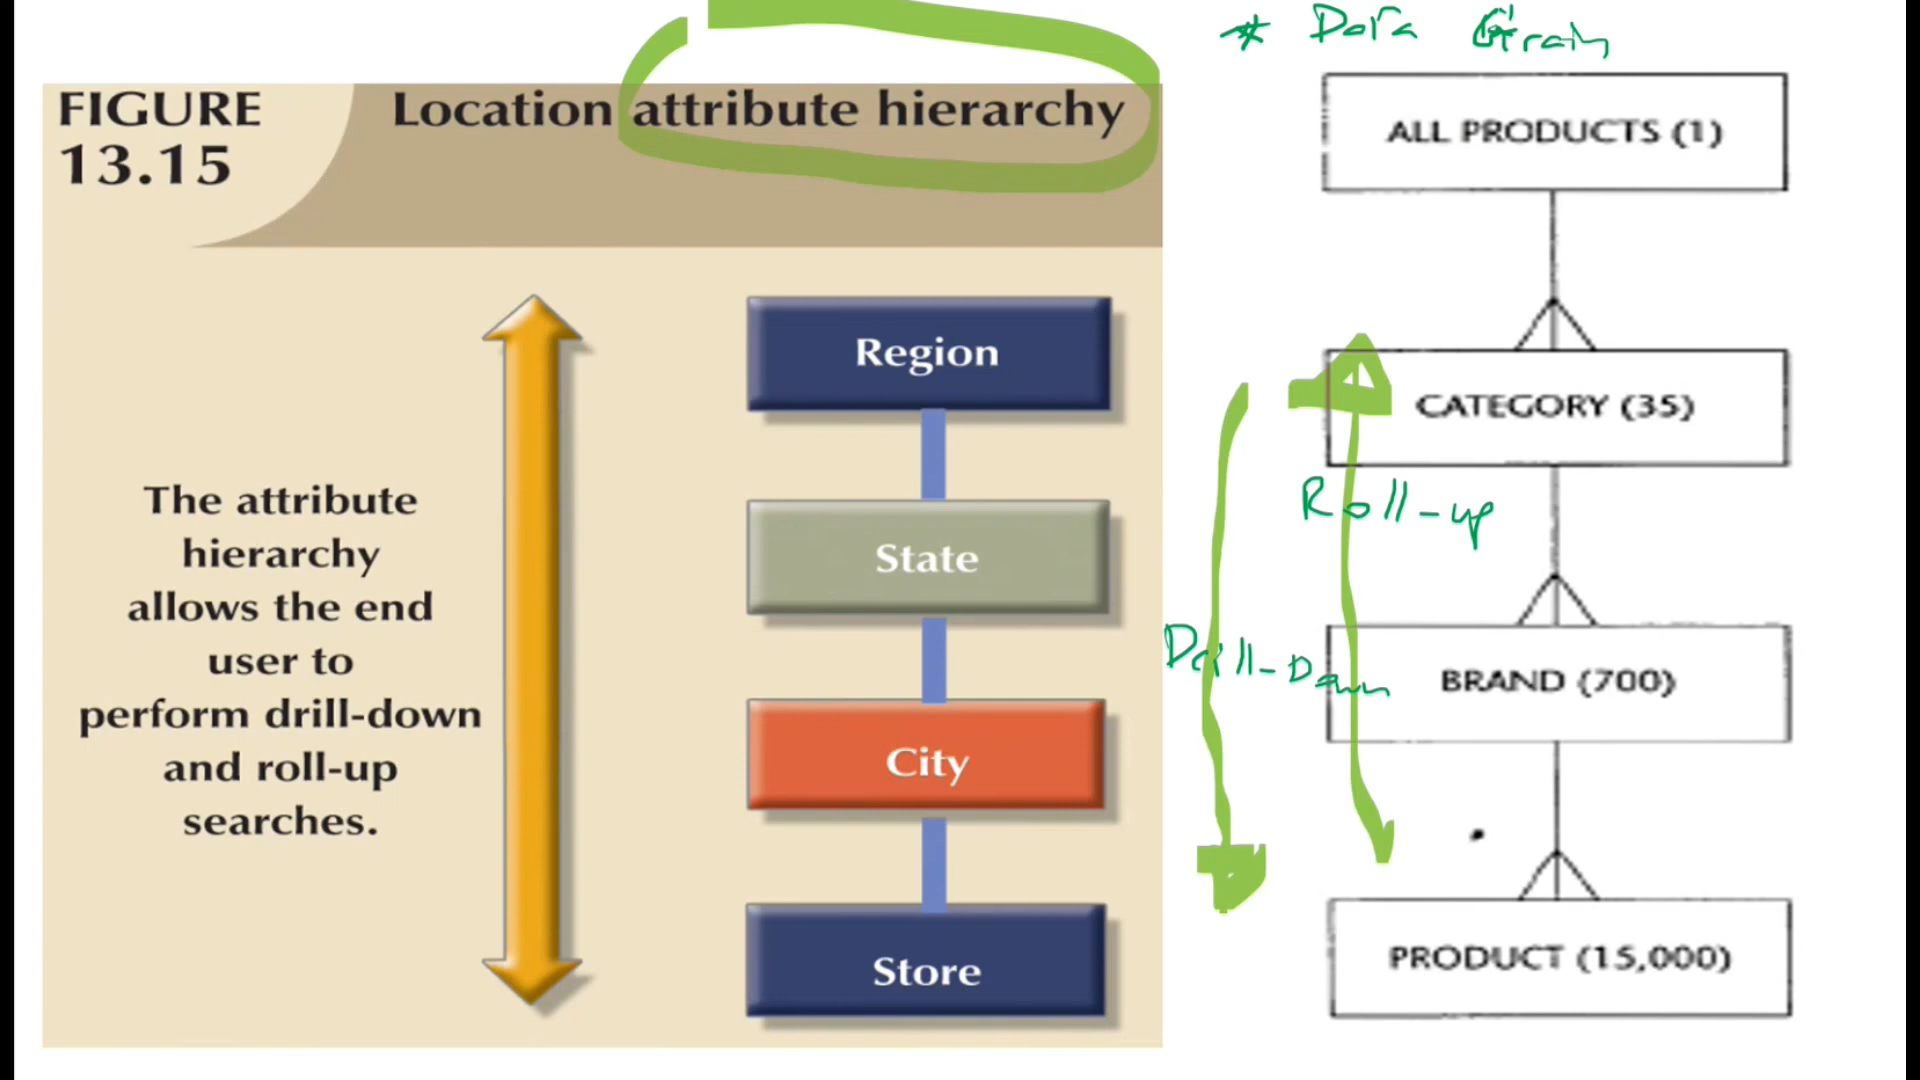 FIGURE
13.15
Location attribute hierarchy
The attribute
hierarchy
allows the end
user to
perform drill-down
and roll-up
searches.
Region
State
City
Store
* Data Grain
ALL PRODUCTS (1)
CATEGORY (35)
Roll-up
Drill-Down
BRAND (700)
PRODUCT (15,000)